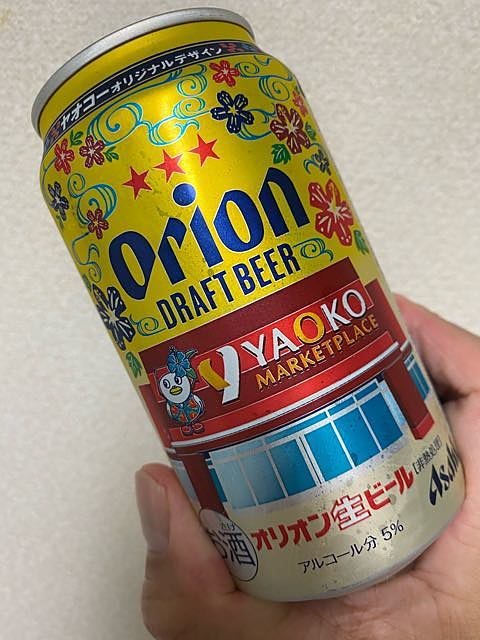 ヤオコーオリジナルデザイン
orion
DRAFT BEER
YAOKO
MARKETPLACE
お酒
オリオン生ビール
[非熱処理]
アルコール分 5%
Asahi